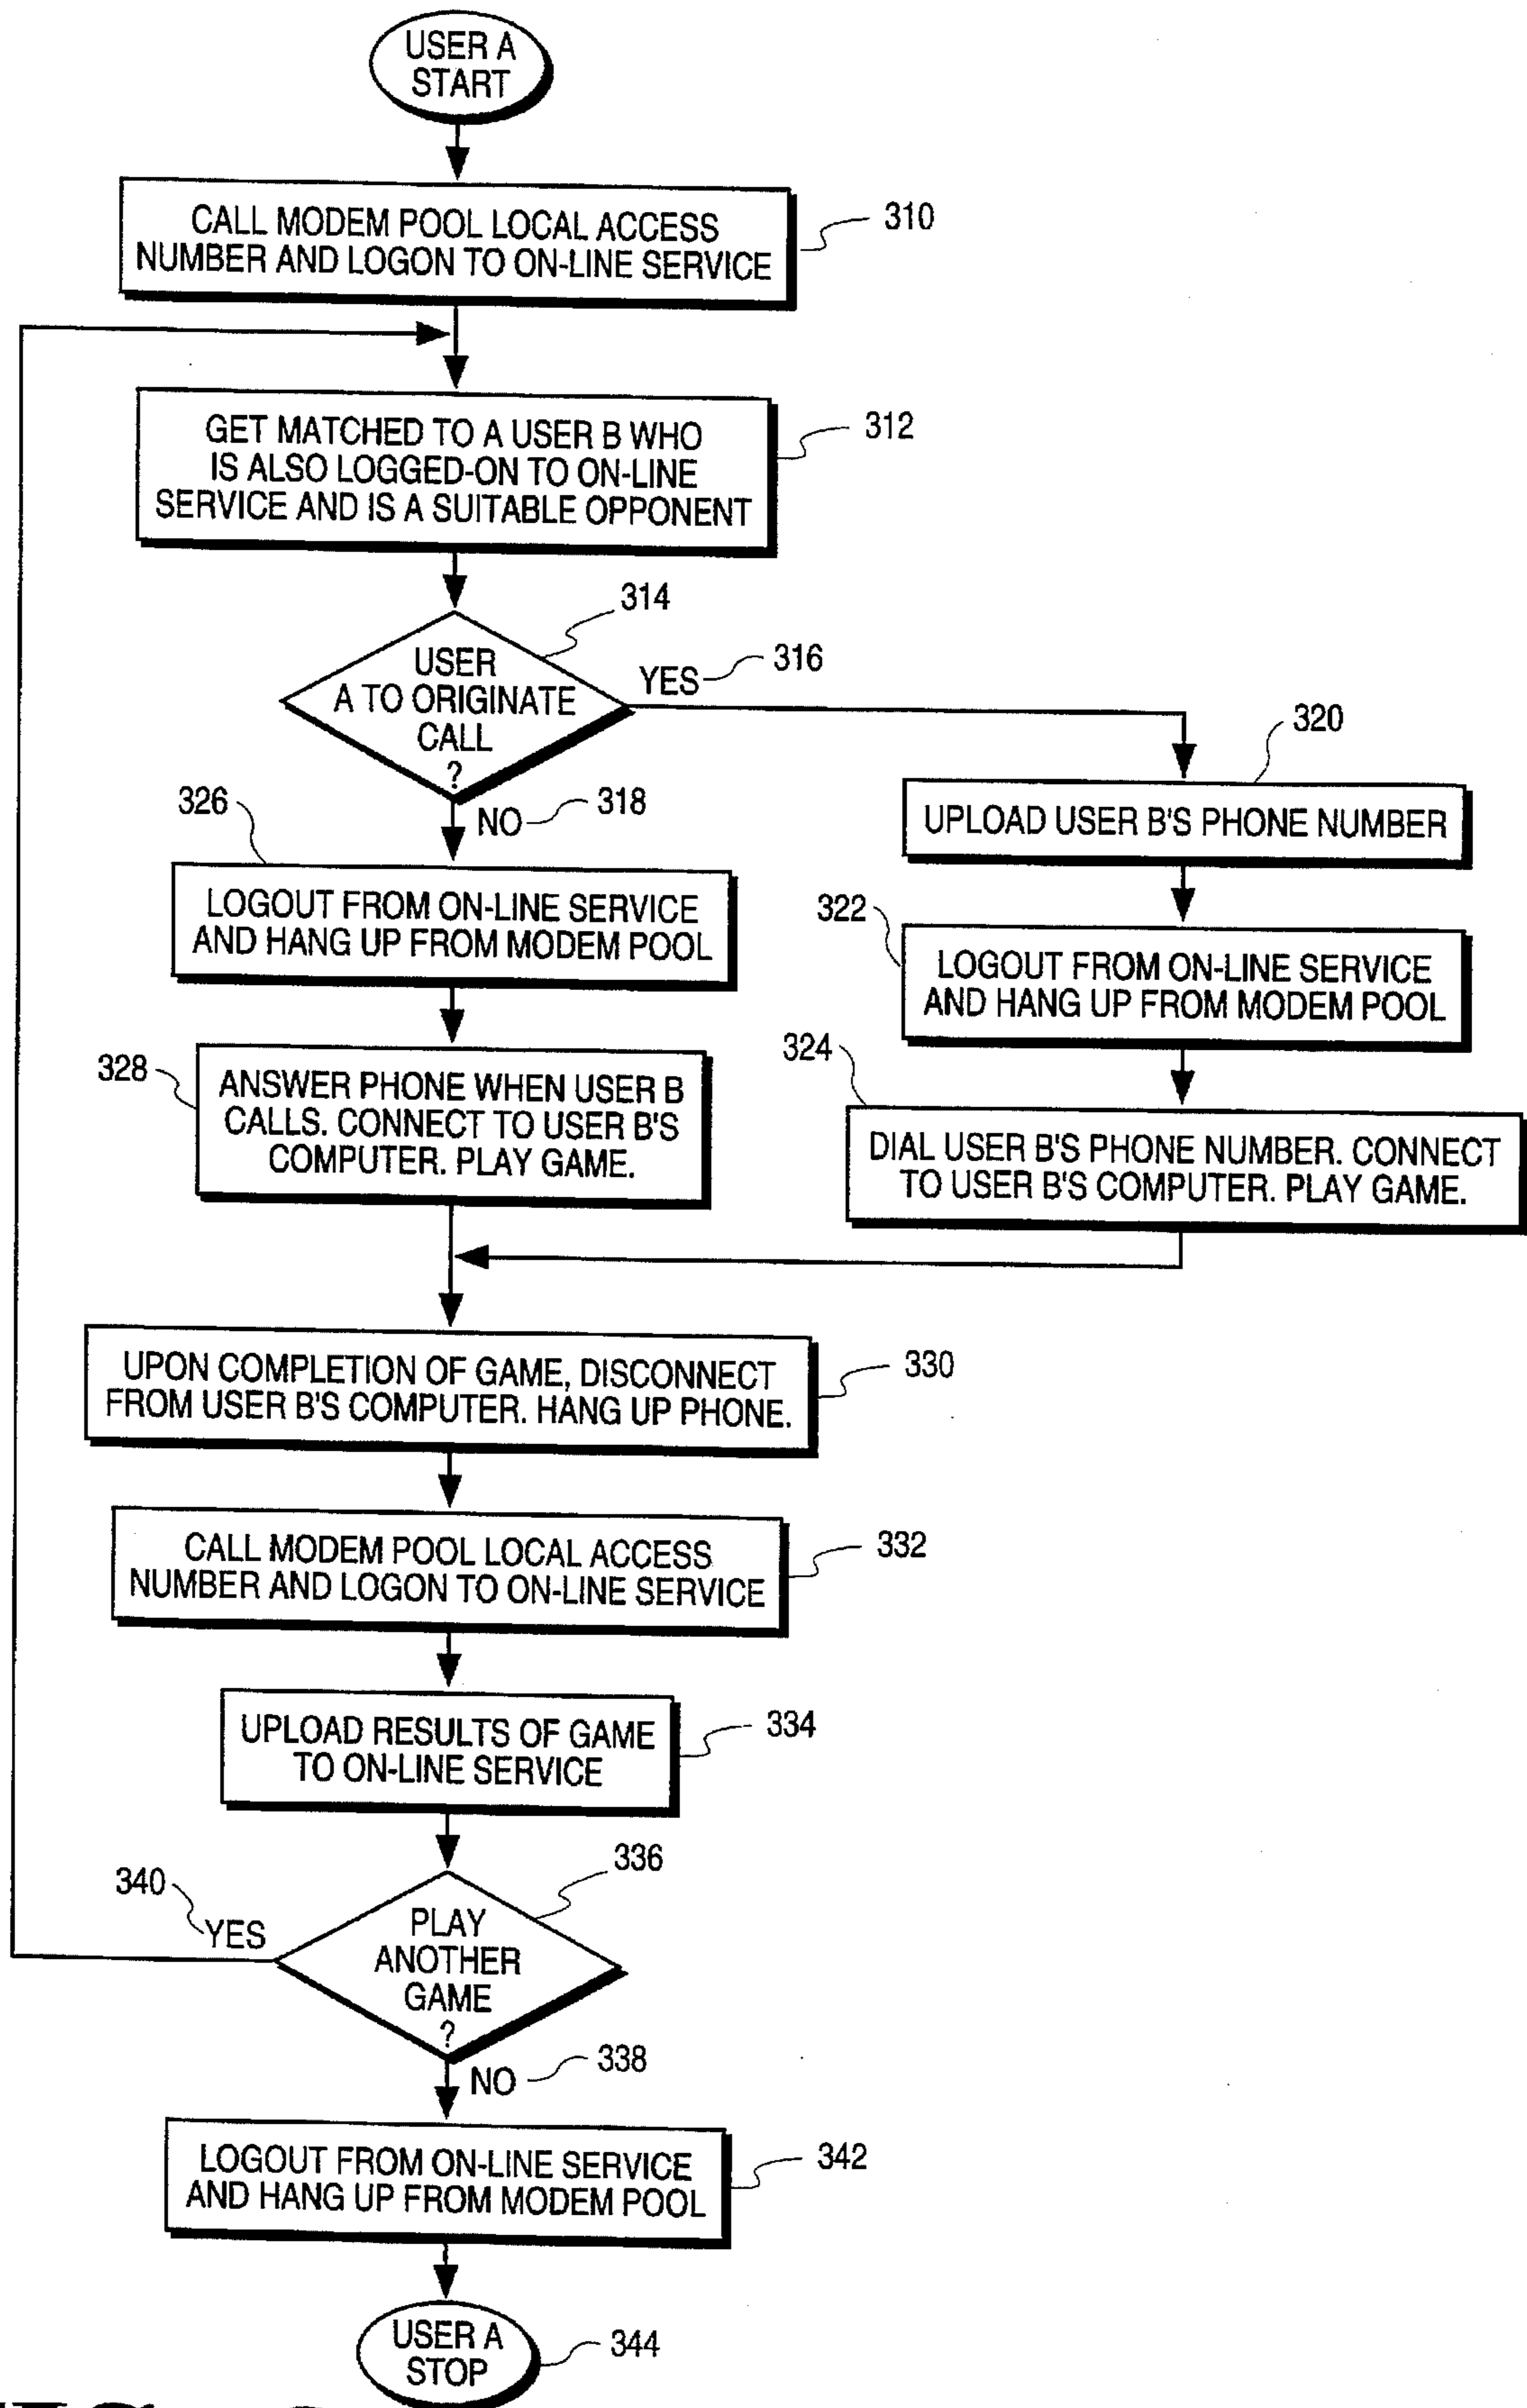 USER A
START
CALL MODEM POOL LOCAL ACCESS
NUMBER AND LOGON TO ON-LINE SERVICE
310
GET MATCHED TO A USER B WHO
IS ALSO LOGGED-ON TO ON-LINE
SERVICE AND IS A SUITABLE OPPONENT
312
314
USER
A TO ORIGINATE
CALL
?
YES
316
NO
318
320
UPLOAD USER B'S PHONE NUMBER
322
LOGOUT FROM ON-LINE SERVICE
AND HANG UP FROM MODEM POOL
324
DIAL USER B'S PHONE NUMBER. CONNECT
TO USER B'S COMPUTER. PLAY GAME.
326
LOGOUT FROM ON-LINE SERVICE
AND HANG UP FROM MODEM POOL
328
ANSWER PHONE WHEN USER B
CALLS. CONNECT TO USER B'S
COMPUTER. PLAY GAME.
UPON COMPLETION OF GAME, DISCONNECT
FROM USER B'S COMPUTER. HANG UP PHONE.
330
CALL MODEM POOL LOCAL ACCESS
NUMBER AND LOGON TO ON-LINE SERVICE
332
UPLOAD RESULTS OF GAME
TO ON-LINE SERVICE
334
336
340
YES
PLAY
ANOTHER
GAME
?
NO
338
LOGOUT FROM ON-LINE SERVICE
AND HANG UP FROM MODEM POOL
342
USER A
STOP
344